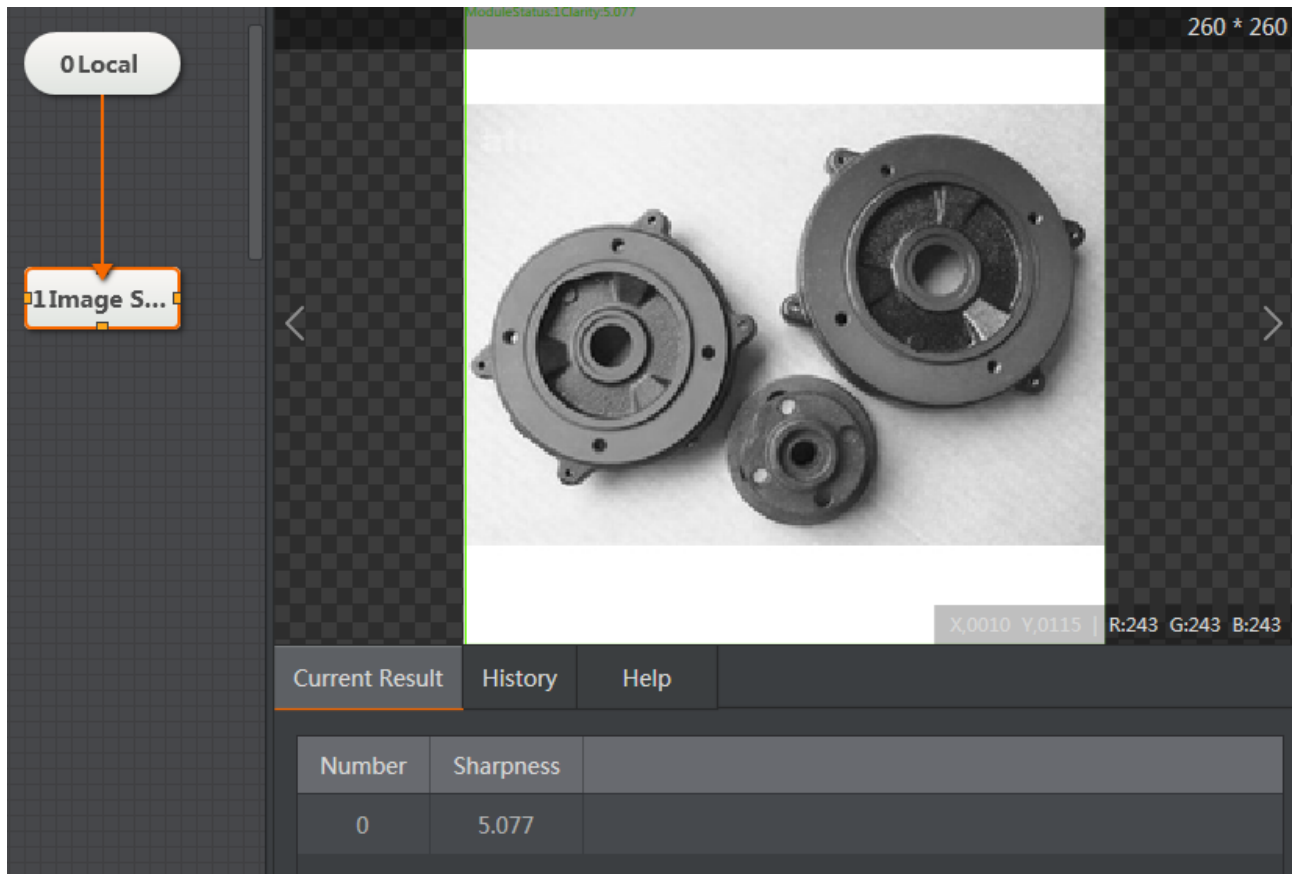 0 Local
1 Image S...
ModuleStatus:1Clarity:5.077
260 * 260
X,0010 Y,0115 | R:243 G:243 B:243
Current Result
History
Help
Number
Sharpness
0
5.077